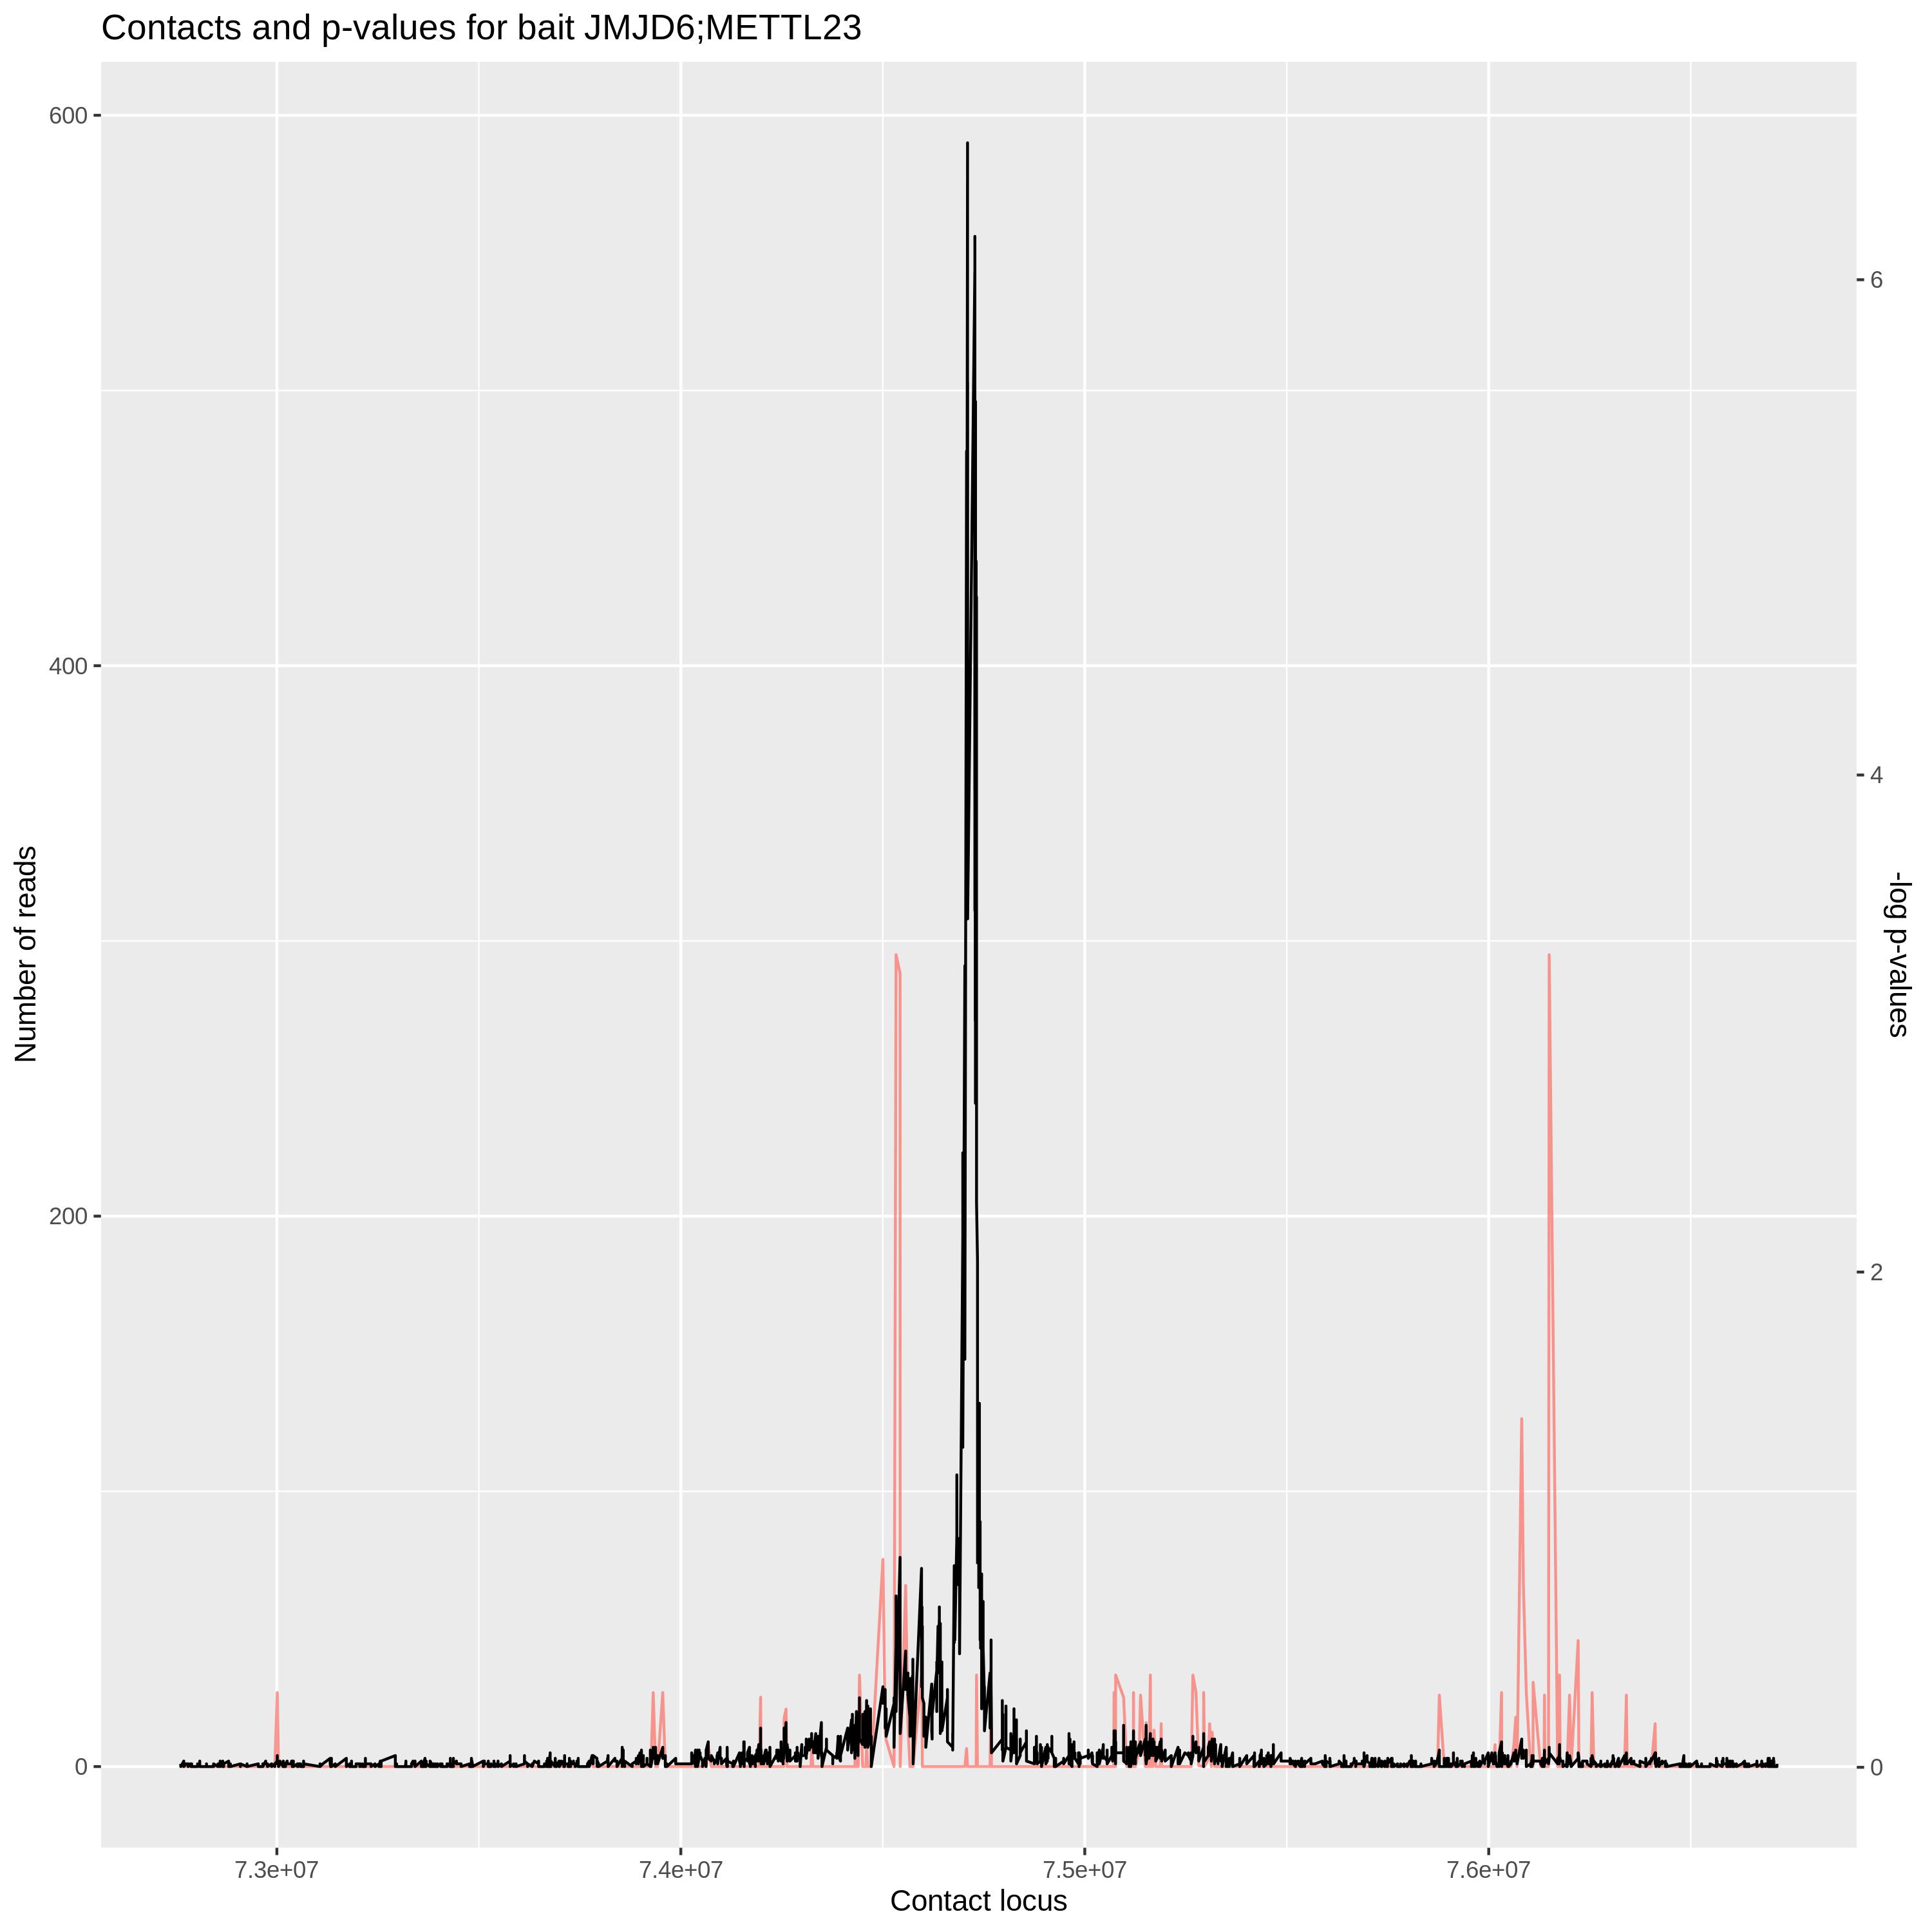 Contacts and p-values for bait JMJD6;METTL23
600
400
200
0
Number of reads
6
4
2
0
-log p-values
7.3e+07
7.4e+07
7.5e+07
7.6e+07
Contact locus